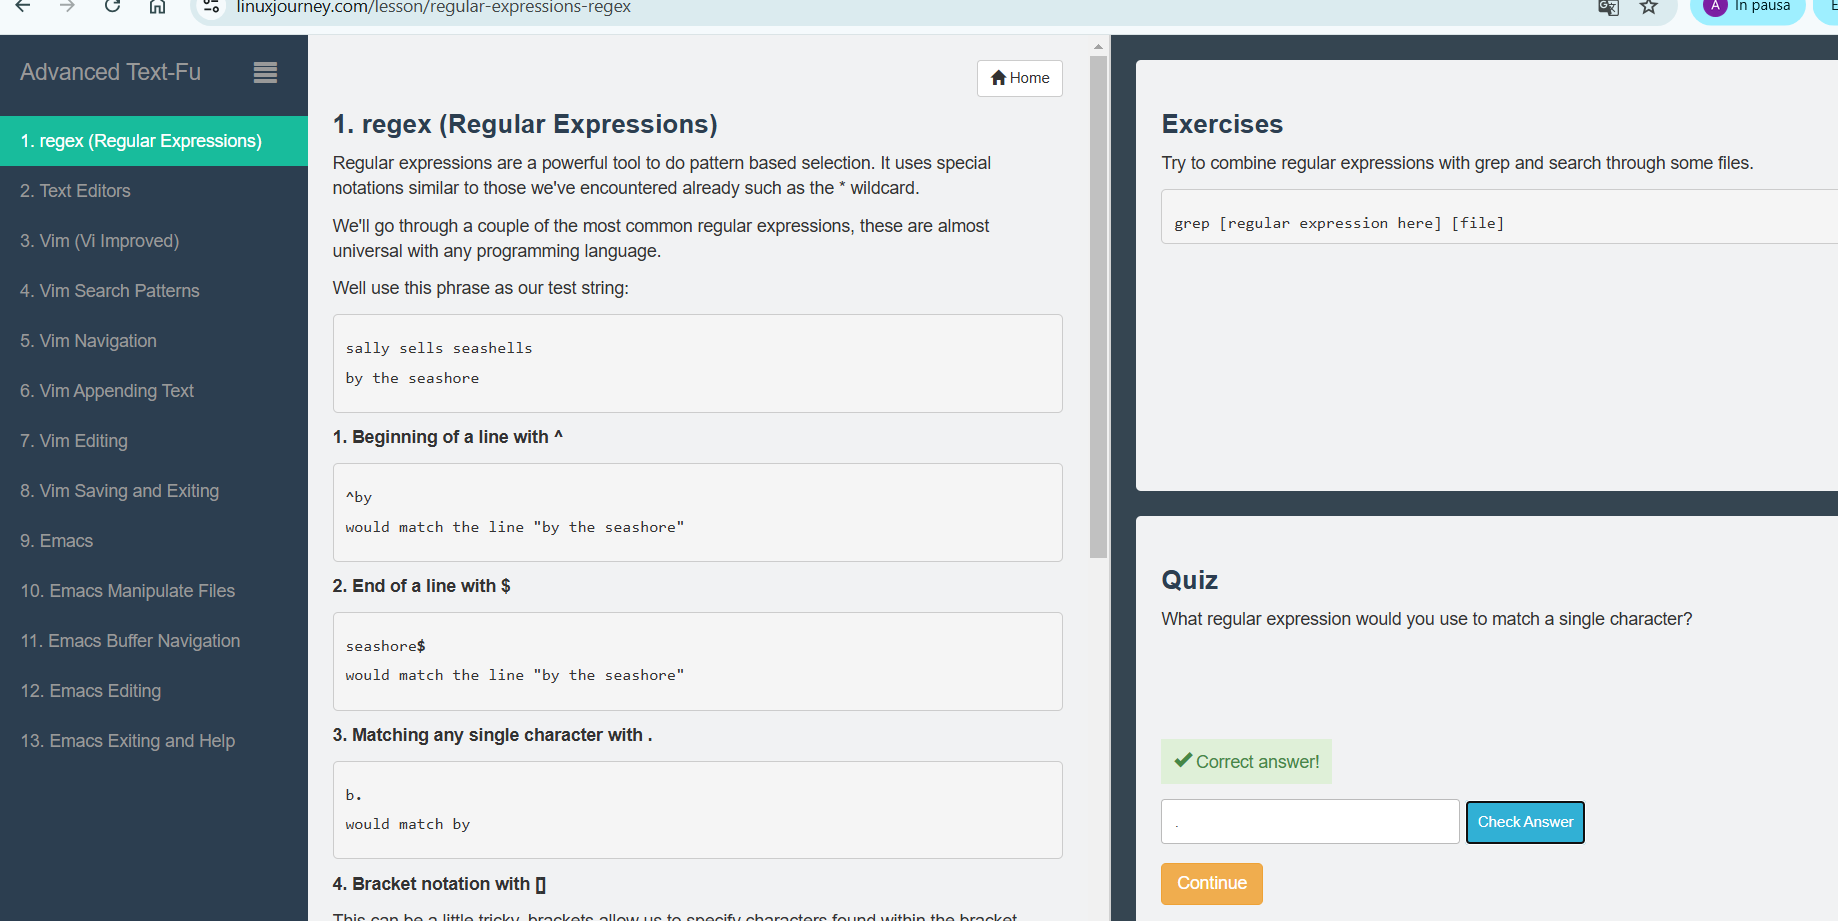 linuxjourney.com/lesson/regular-expressions-regex
A
In pausa
Advanced Text-Fu
1. regex (Regular Expressions)
2. Text Editors
3. Vim (Vi Improved)
4. Vim Search Patterns
5. Vim Navigation
6. Vim Appending Text
7. Vim Editing
8. Vim Saving and Exiting
9. Emacs
10. Emacs Manipulate Files
11. Emacs Buffer Navigation
12. Emacs Editing
13. Emacs Exiting and Help
Home
1. regex (Regular Expressions)
Regular expressions are a powerful tool to do pattern based selection. It uses special
notations similar to those we've encountered already such as the * wildcard.
We'll go through a couple of the most common regular expressions, these are almost
universal with any programming language.
Well use this phrase as our test string:
sally sells seashells
by the seashore
1. Beginning of a line with ^
^by
would match the line "by the seashore"
2. End of a line with $
seashore$
would match the line "by the seashore"
3. Matching any single character with .
b.
would match by
4. Bracket notation with []
This can be a little tricky, brackets allow us to specify characters found within the bracket.
Exercises
Try to combine regular expressions with grep and search through some files.
grep [regular expression here] [file]
Quiz
What regular expression would you use to match a single character?
Correct answer!
.
Check Answer
Continue